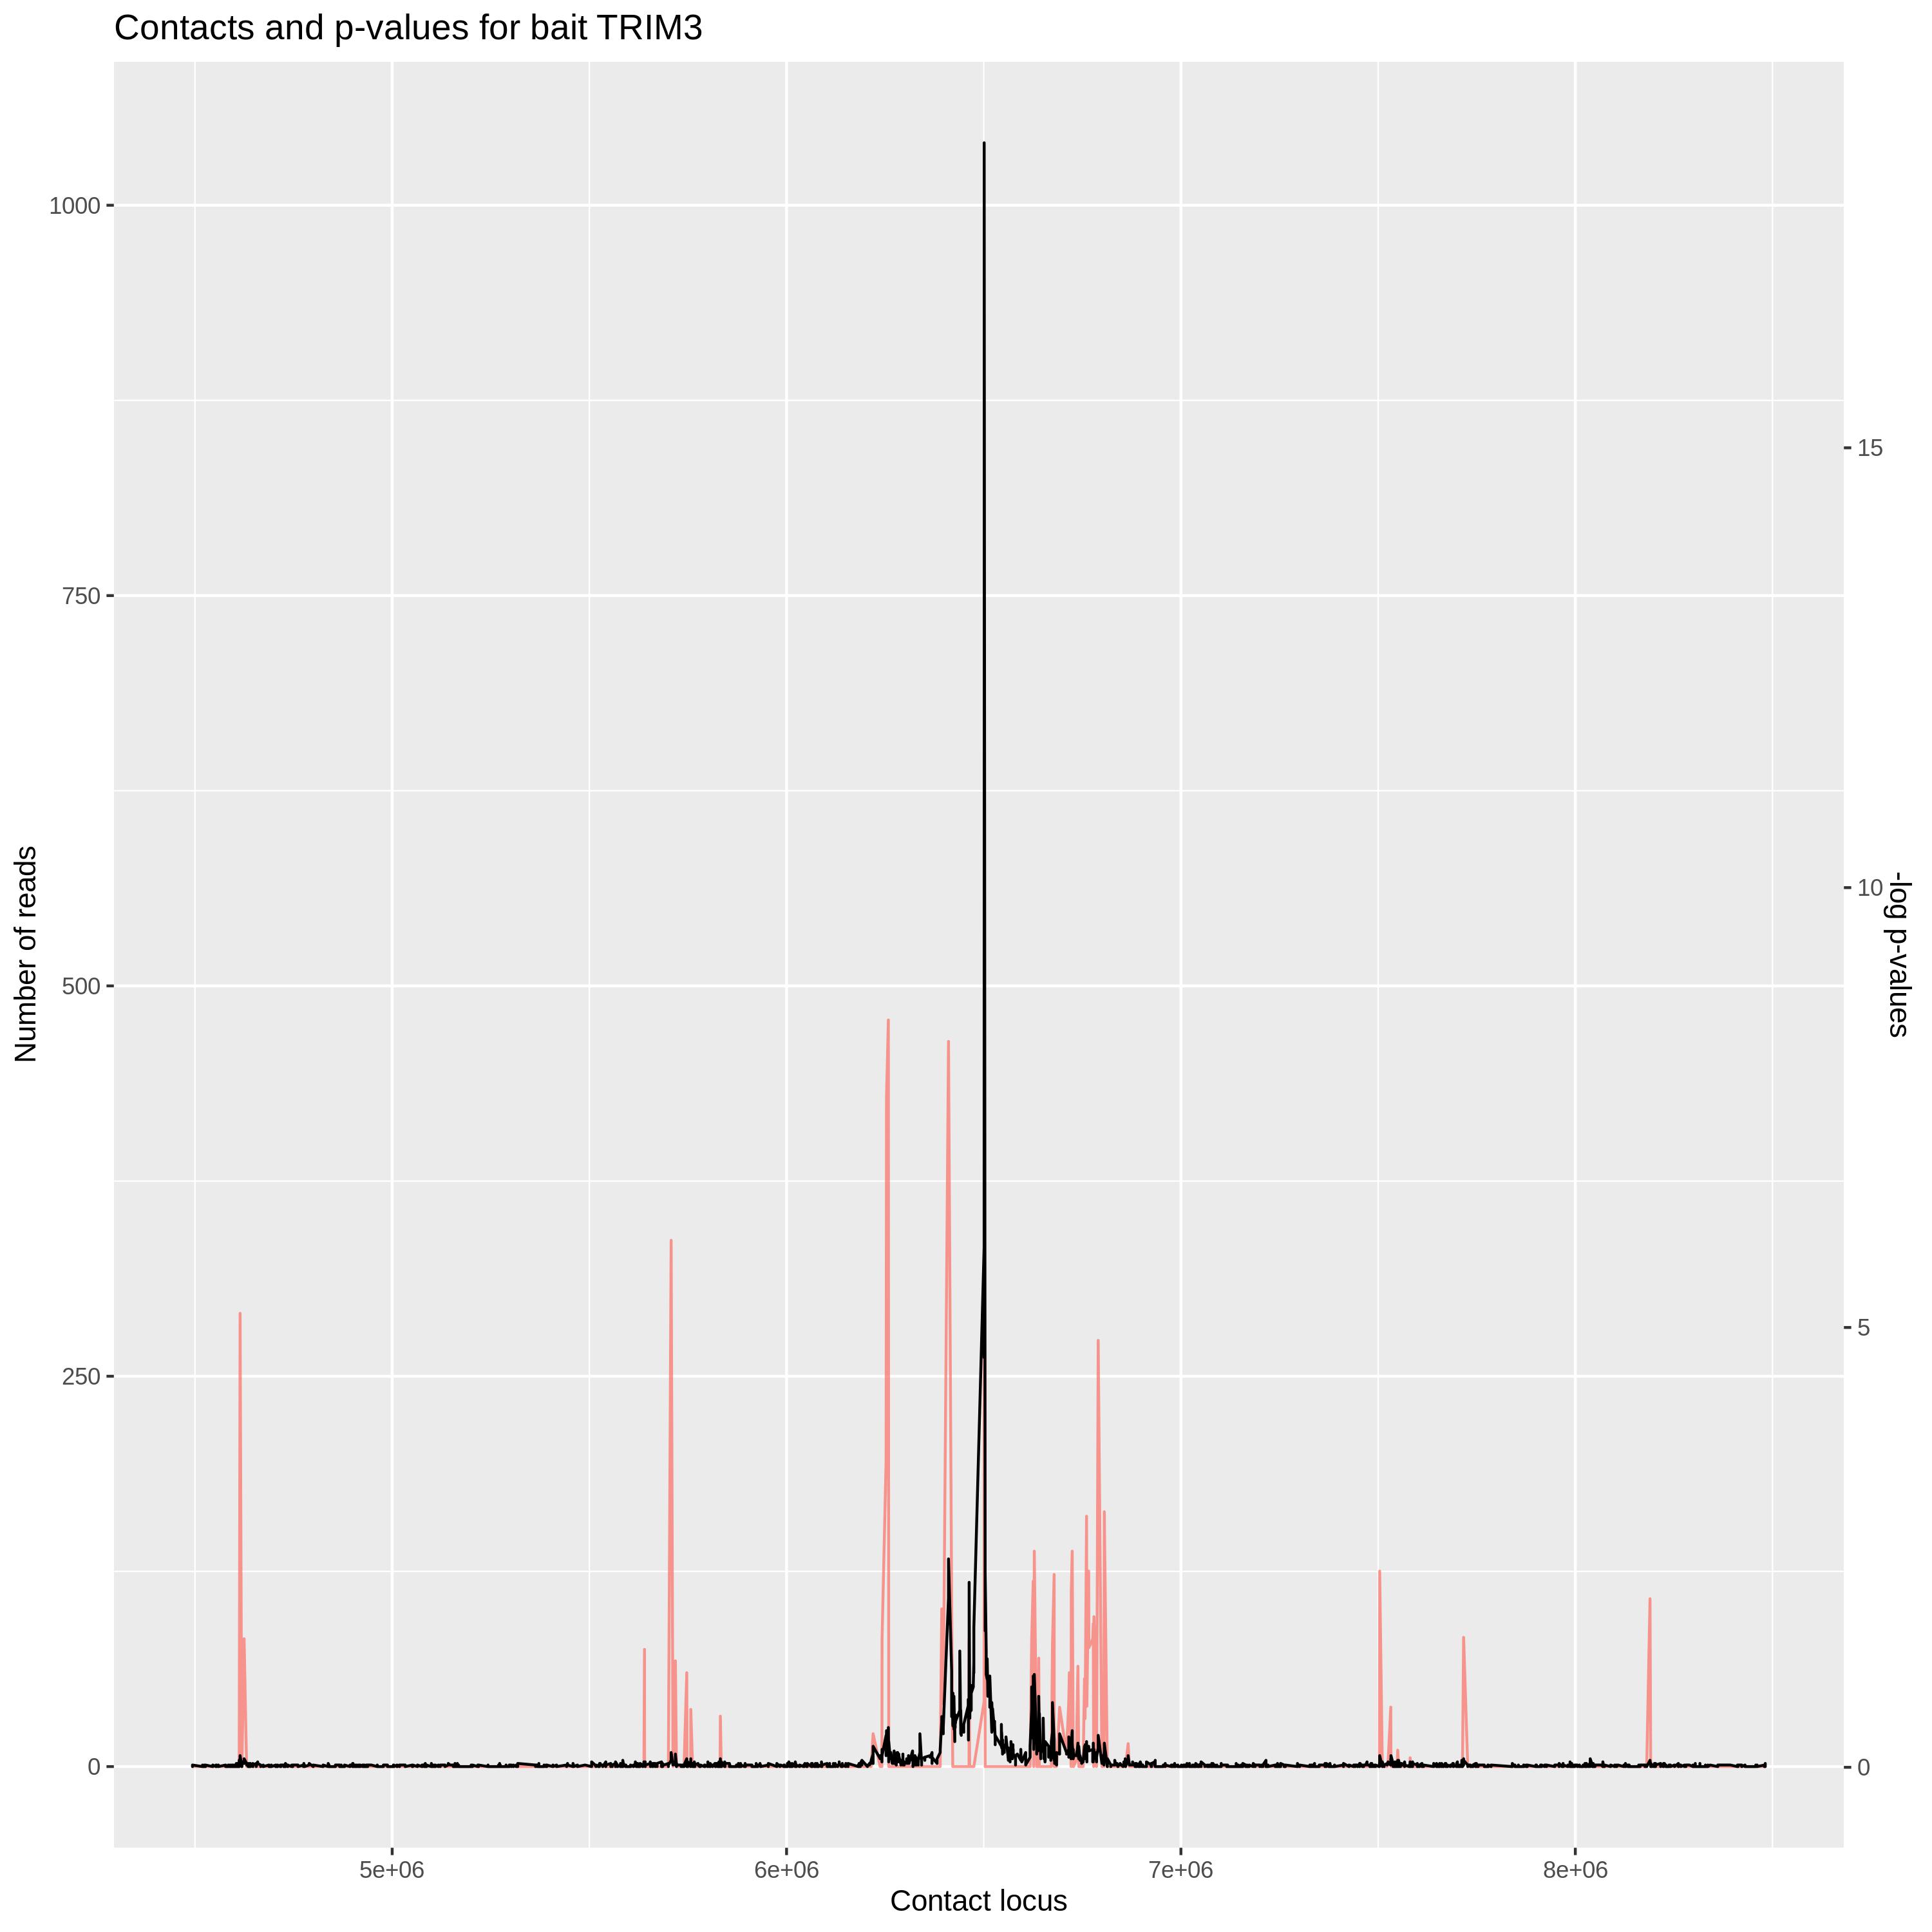 Contacts and p-values for bait TRIM3
1000
750
500
250
0
Number of reads
15
10
5
0
-log p-values
5e+06
6e+06
7e+06
8e+06
Contact locus